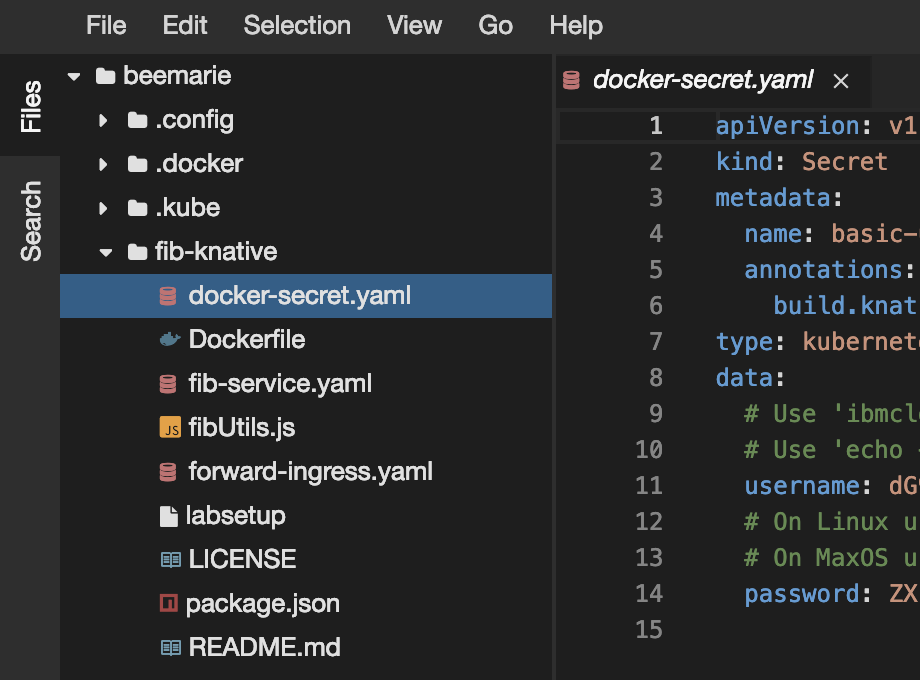 File Edit Selection View Go Help
Files
Search
beemarie
.config
.docker
.kube
fib-knative
docker-secret.yaml
Dockerfile
fib-service.yaml
JS fibUtils.js
forward-ingress.yaml
labsetup
LICENSE
package.json
README.md
docker-secret.yaml ×
1 apiVersion: v1
2 kind: Secret
3 metadata:
4 name: basic-
5 annotations:
6 build.knat
7 type: kubernete
8 data:
9 # Use 'ibmcl
10 # Use 'echo -
11 username: dG
12 # On Linux u
13 # On MaxOS u
14 password: ZX
15